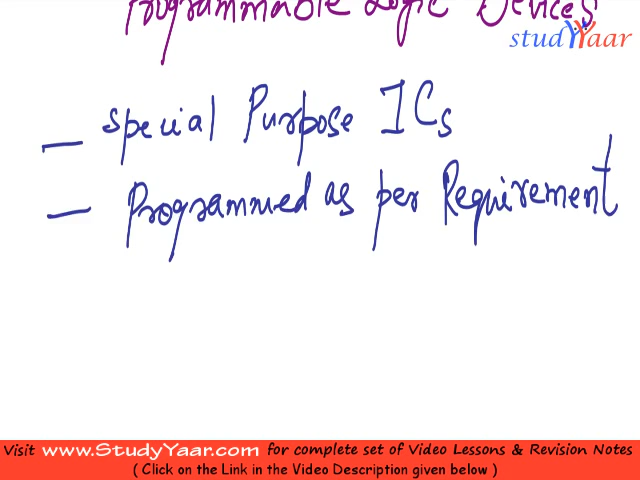 Programmable Logic Devices
studYYaar
— Special Purpose ICs
— Programmed as per Requirement
Visit www.StudyYaar.com for complete set of Video Lessons & Revision Notes
( Click on the Link in the Video Description given below )